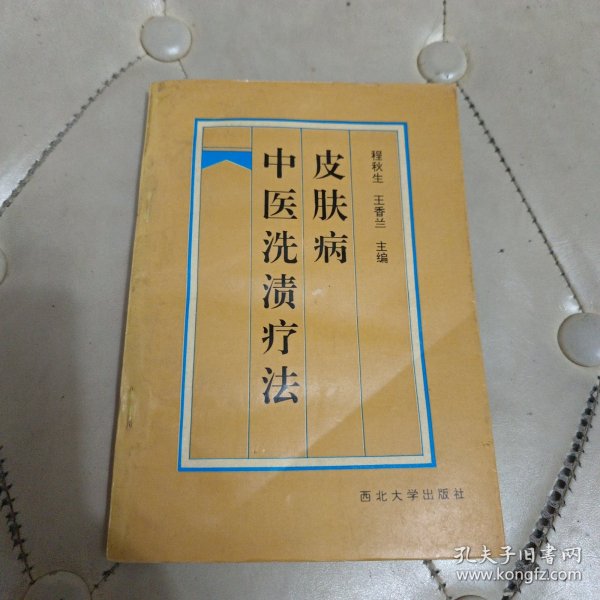 皮肤病
中医洗渍疗法
程秋生 王香兰 主编
西北大学出版社
孔夫子旧书网
www.kongfz.com